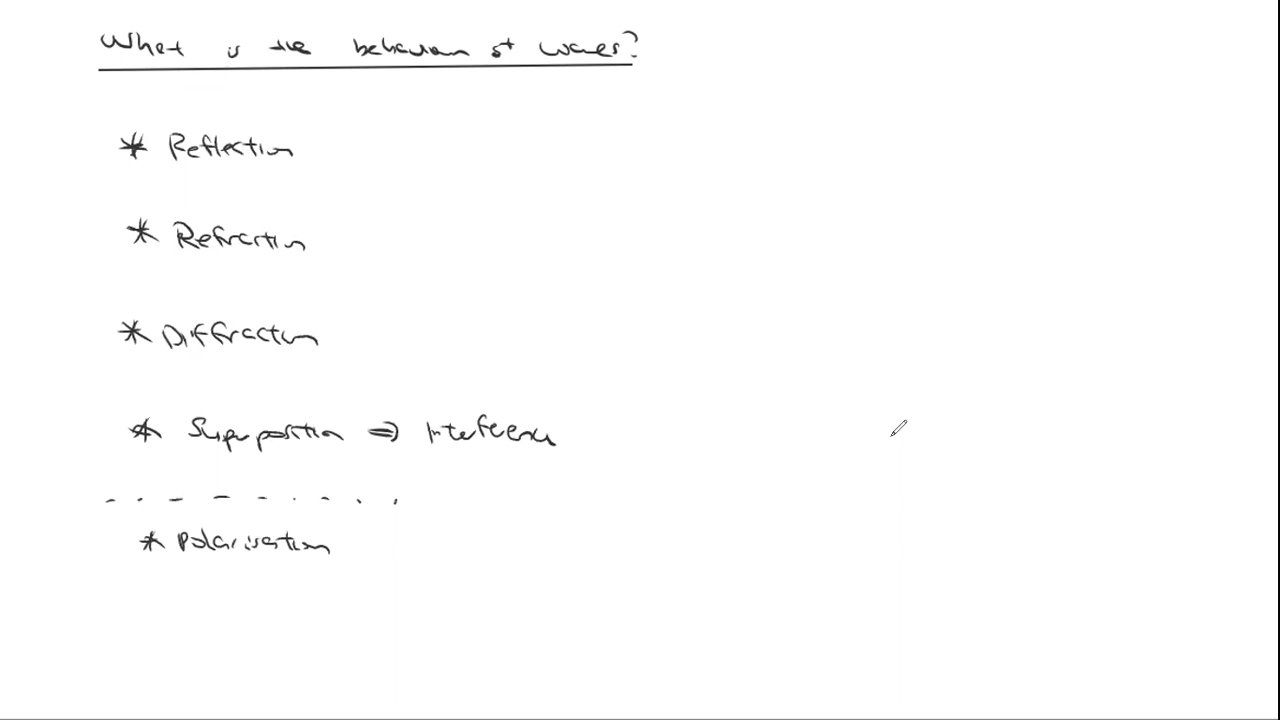 What is the behaviour of waves?
* Reflection
* Refraction
* Diffraction
* Superposition ⇒ Interference
* Polarisation